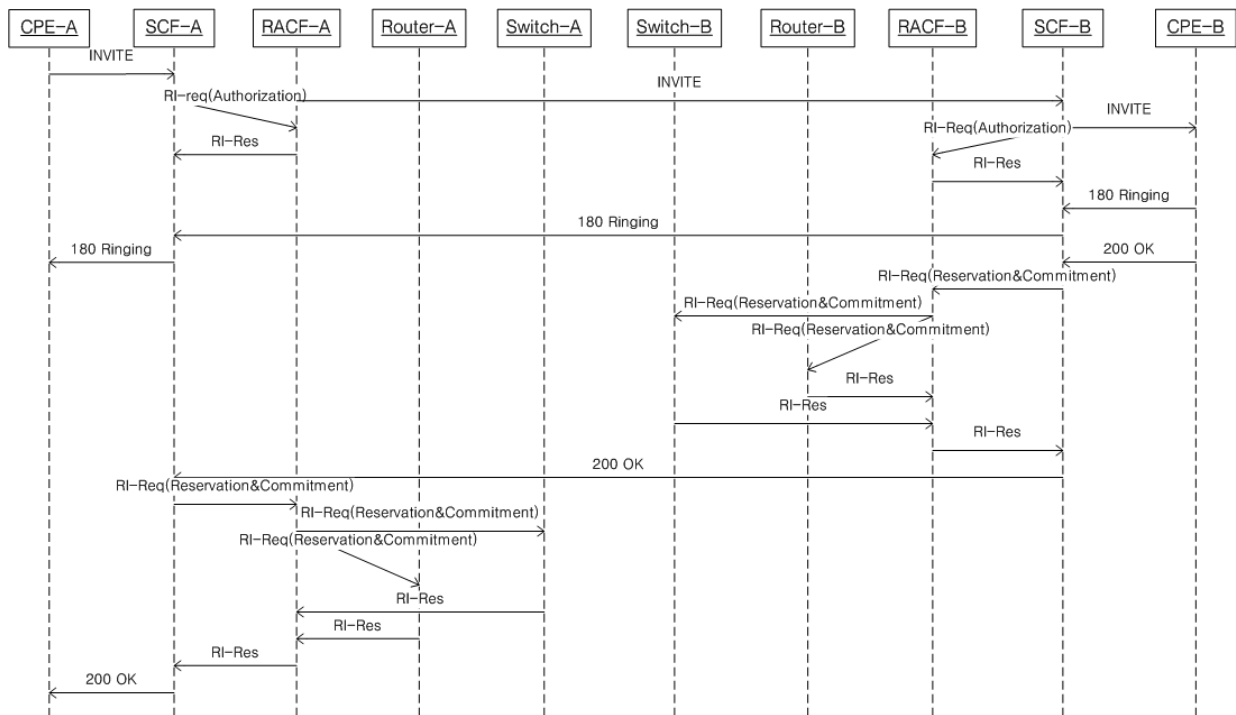 CPE-A
SCF-A
RACF-A
Router-A
Switch-A
Switch-B
Router-B
RACF-B
SCF-B
CPE-B
INVITE
INVITE
RI-req(Authorization)
INVITE
RI-Req(Authorization)
RI-Res
RI-Res
180 Ringing
180 Ringing
180 Ringing
200 OK
RI-Req(Reservation&Commitment)
RI-Req(Reservation&Commitment)
RI-Req(Reservation&Commitment)
RI-Res
RI-Res
RI-Res
200 OK
RI-Req(Reservation&Commitment)
RI-Req(Reservation&Commitment)
RI-Req(Reservation&Commitment)
RI-Res
RI-Res
RI-Res
200 OK